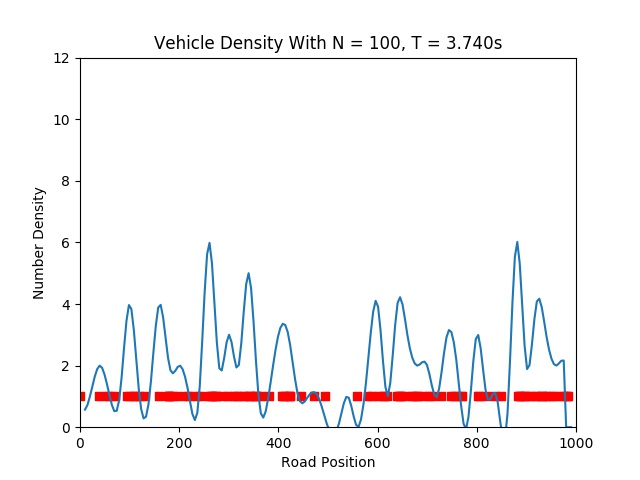 Vehicle Density With N = 100, T = 3.740s
12
10
8
6
4
2
0
Number Density
0 200 400 600 800 1000
Road Position